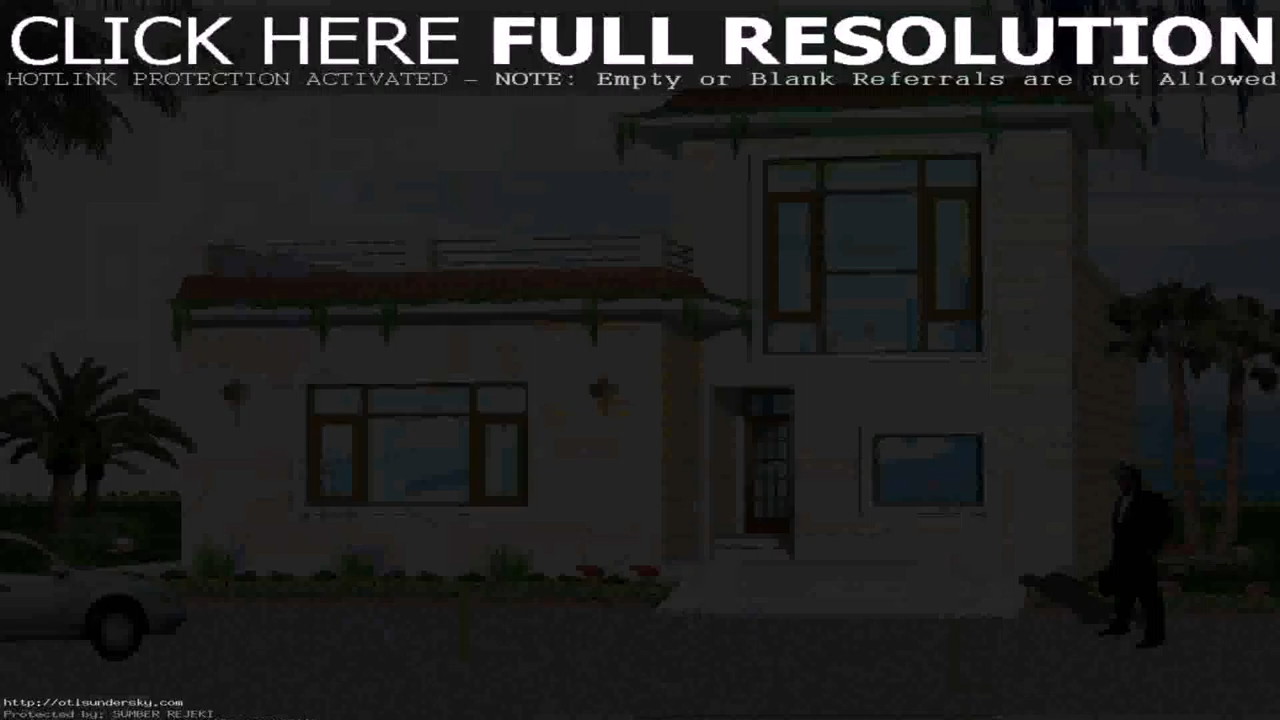 CLICK HERE FULL RESOLUTION
HOTLINK PROTECTION ACTIVATED - NOTE: Empty or Blank Referrals are not Allowed
http://otisundersky.com
Protected by: SUMBER REJEKI